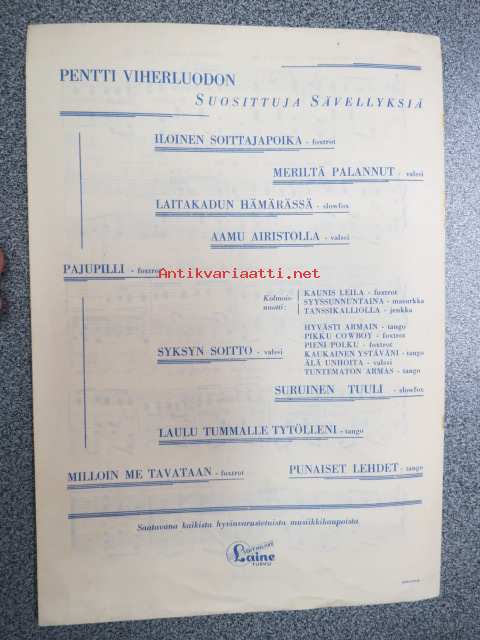 PENTTI VIHERLUODON
SUOSITTUJA SÄVELLYKSIÄ
ILOINEN SOITTAJAPOIKA - foxtrot
MERILTÄ PALANNUT - valssi
LAITAKADUN HÄMÄRÄSSÄ - slowfox
AAMU AIRISTOLLA - valssi
PAJUPILLI - foxtrot
Antikvariaatti.net
Kolmois-
nuotti:
KAUNIS LEILA - foxtrot
SYYSSUNNUNTAINA - masurkka
TANSSIKALLIOLLA - jenkka
HYVÄSTI ARMAIN - tango
PIKKU COWBOY - foxtrot
PIENI POLKU - foxtrot
KAUKAINEN YSTÄVÄNI - tango
ÄLÄ UNHOITA - valssi
TUNTEMATON ARMAS - tango
SYKSYN SOITTO - valssi
SURUINEN TUULI - slowfox
LAULU TUMMALLE TYTÖLLENI - tango
MILLOIN ME TAVATAAN - foxtrot
PUNAISET LEHDET - tango
Saatavana kaikista hyvinvarustetuista musiikkikaupoista
Laine
TURKU